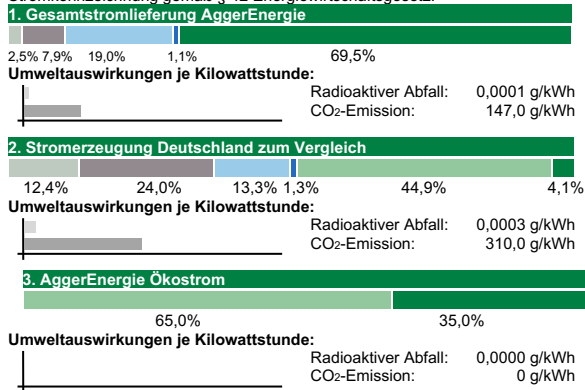 Stromkennzeichnung gemäß § 42 Energiewirtschaftsgesetz:
1. Gesamtstromlieferung AggerEnergie
2,5% 7,9% 19,0% 1,1% 69,5%
Umweltauswirkungen je Kilowattstunde:
Radioaktiver Abfall: 0,0001 g/kWh
CO2-Emission: 147,0 g/kWh
2. Stromerzeugung Deutschland zum Vergleich
12,4% 24,0% 13,3% 1,3% 44,9% 4,1%
Umweltauswirkungen je Kilowattstunde:
Radioaktiver Abfall: 0,0003 g/kWh
CO2-Emission: 310,0 g/kWh
3. AggerEnergie Ökostrom
65,0% 35,0%
Umweltauswirkungen je Kilowattstunde:
Radioaktiver Abfall: 0,0000 g/kWh
CO2-Emission: 0 g/kWh